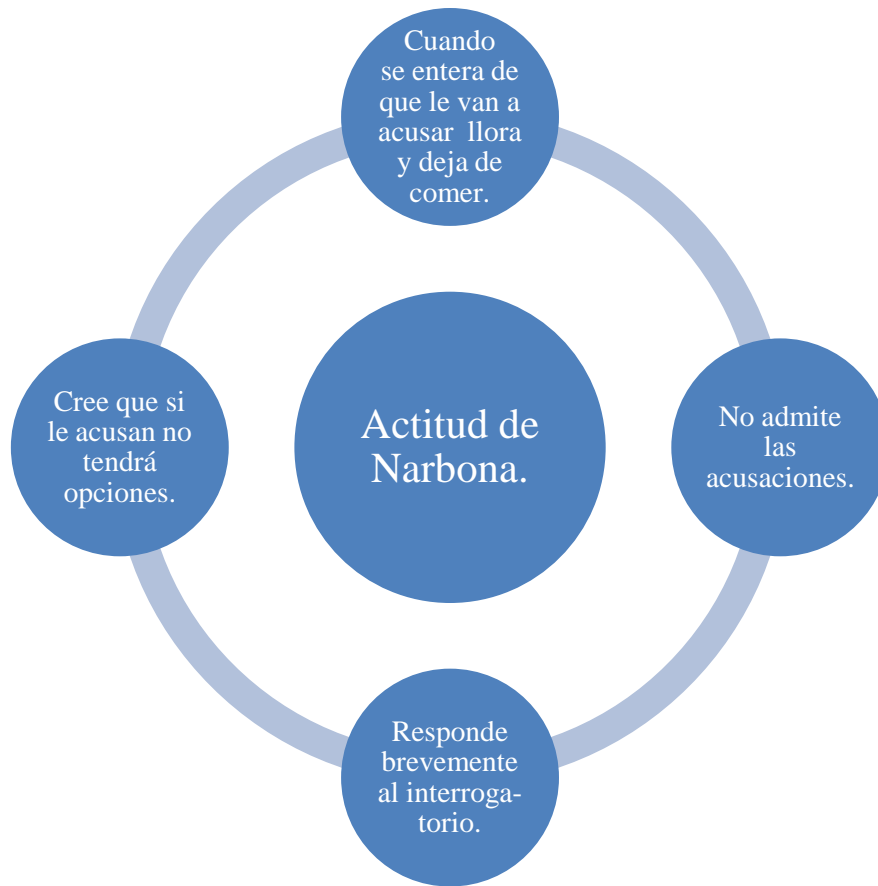 Cuando
se entera de
que le van a
acusar llora
y deja de
comer.
Actitud de
Narbona.
No admite
las
acusaciones.
Responde
brevemente
al interroga-
torio.
Cree que si
le acusan no
tendrá
opciones.